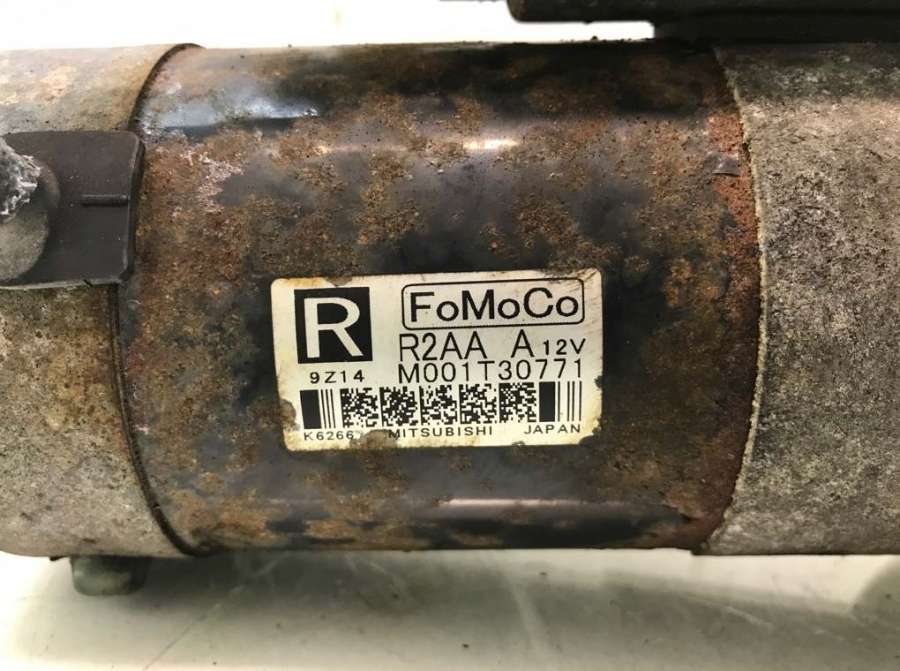 R FoMoCo
R2AA A 12V
9Z14 M001T30771
K6266 MITSUBISHI JAPAN